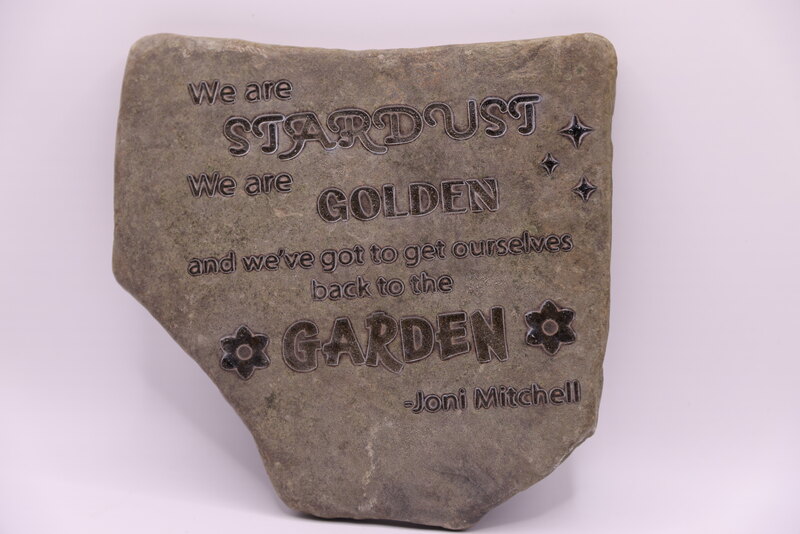 We are
STARDUST
We are
GOLDEN
and we've got to get ourselves
back to the
GARDEN
-Joni Mitchell